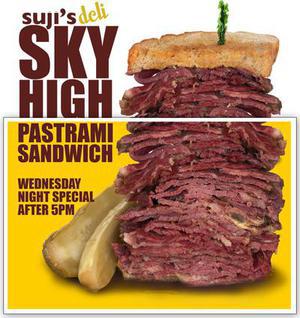 suji's deli
SKY
HIGH
PASTRAMI
SANDWICH
WEDNESDAY
NIGHT SPECIAL
AFTER 5PM